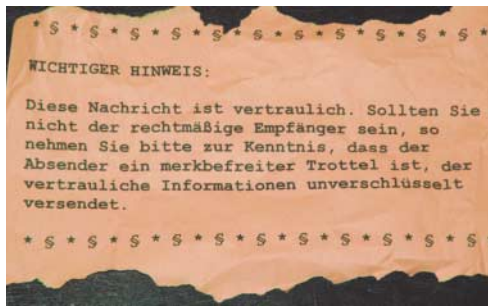 * § * § * § * § * § * § * § * § * § * § *
WICHTIGER HINWEIS:
Diese Nachricht ist vertraulich. Sollten Sie
nicht der rechtmäßige Empfänger sein, so
nehmen Sie bitte zur Kenntnis, dass der
Absender ein merkbefreiter Trottel ist, der
vertrauliche Informationen unverschlüsselt
versendet.
* § * § * § * § * § * § * § * § * § * § *